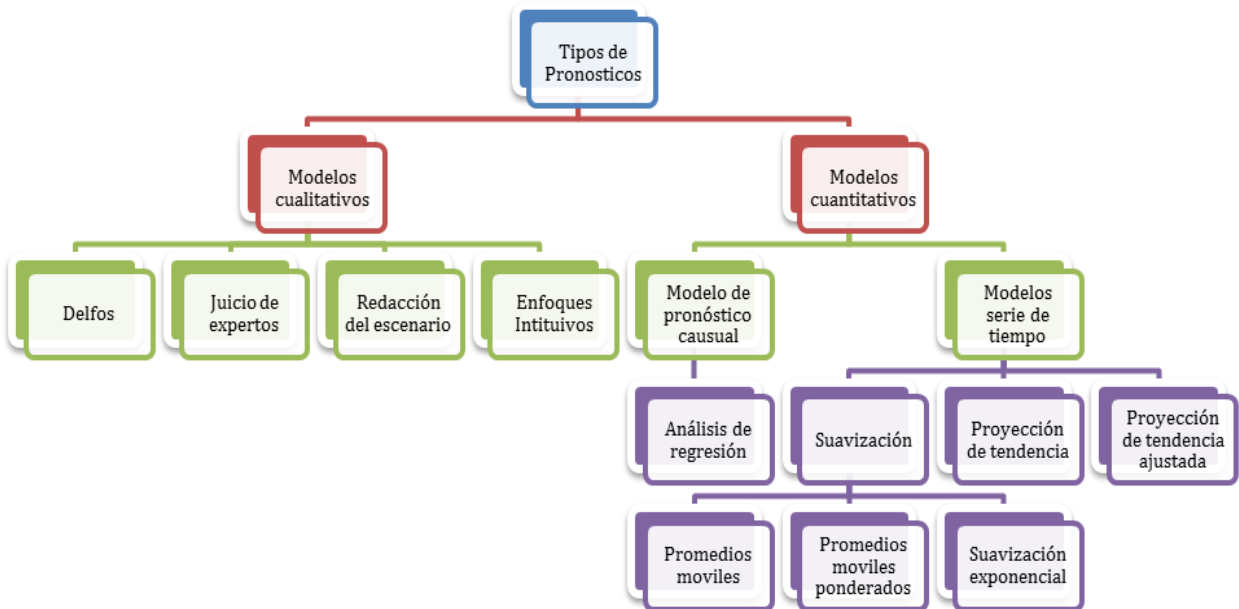 Tipos de
Pronosticos
Modelos
cualitativos
Modelos
cuantitativos
Delfos
Juicio de
expertos
Redacción
del escenario
Enfoques
Intituivos
Modelo de
pronóstico
causual
Modelos
serie de
tiempo
Análisis de
regresión
Suavización
Proyección
de tendencia
Proyección
de tendencia
ajustada
Promedios
moviles
Promedios
moviles
ponderados
Suavización
exponencial